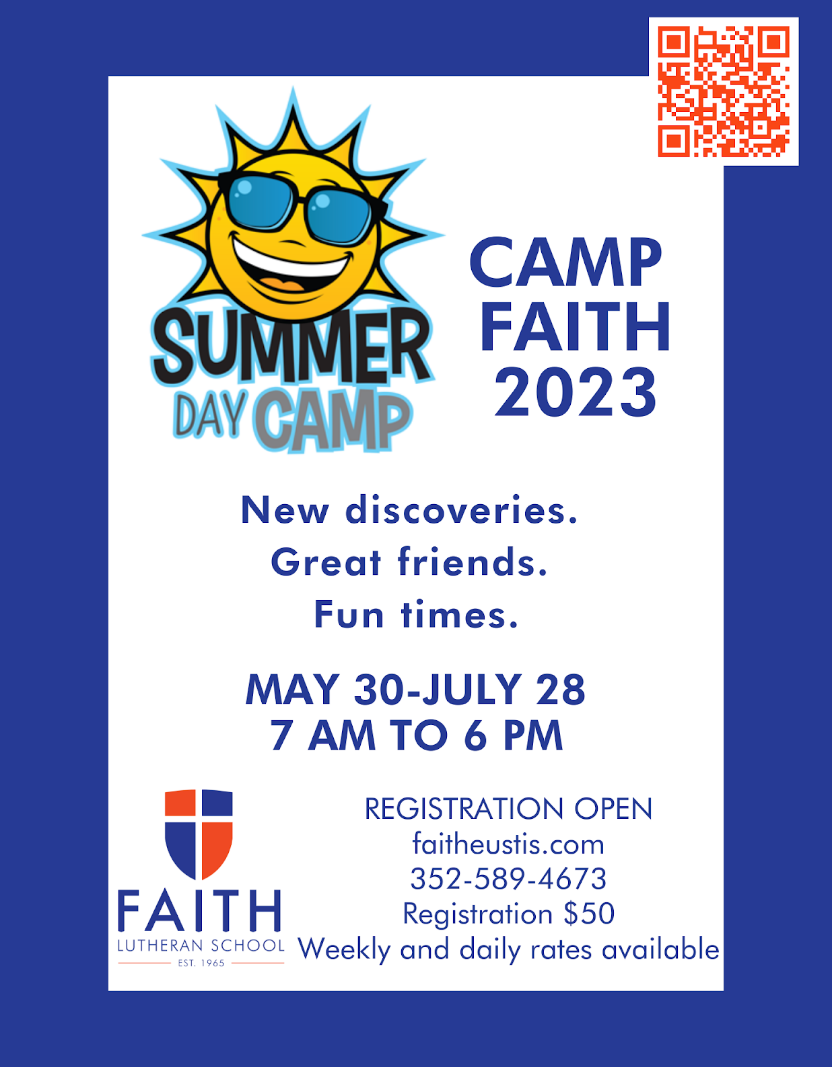 SUMMER
DAY CAMP
CAMP
FAITH
2023
New discoveries.
Great friends.
Fun times.
MAY 30-JULY 28
7 AM TO 6 PM
FAITH
LUTHERAN SCHOOL
EST. 1965
REGISTRATION OPEN
faitheustis.com
352-589-4673
Registration $50
Weekly and daily rates available